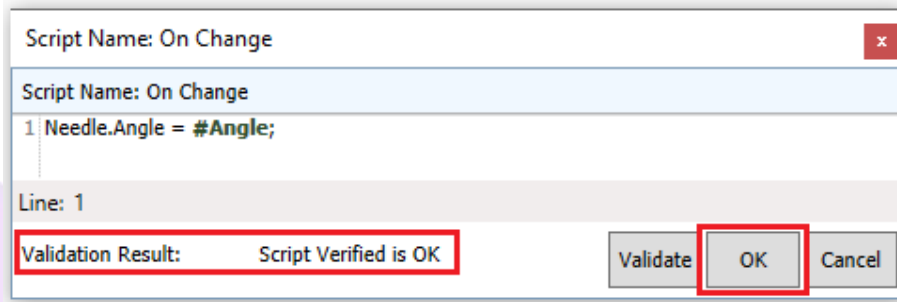 Script Name: On Change
x
Script Name: On Change
1 Needle.Angle = #Angle;
Line: 1
Validation Result: Script Verified is OK
Validate OK Cancel